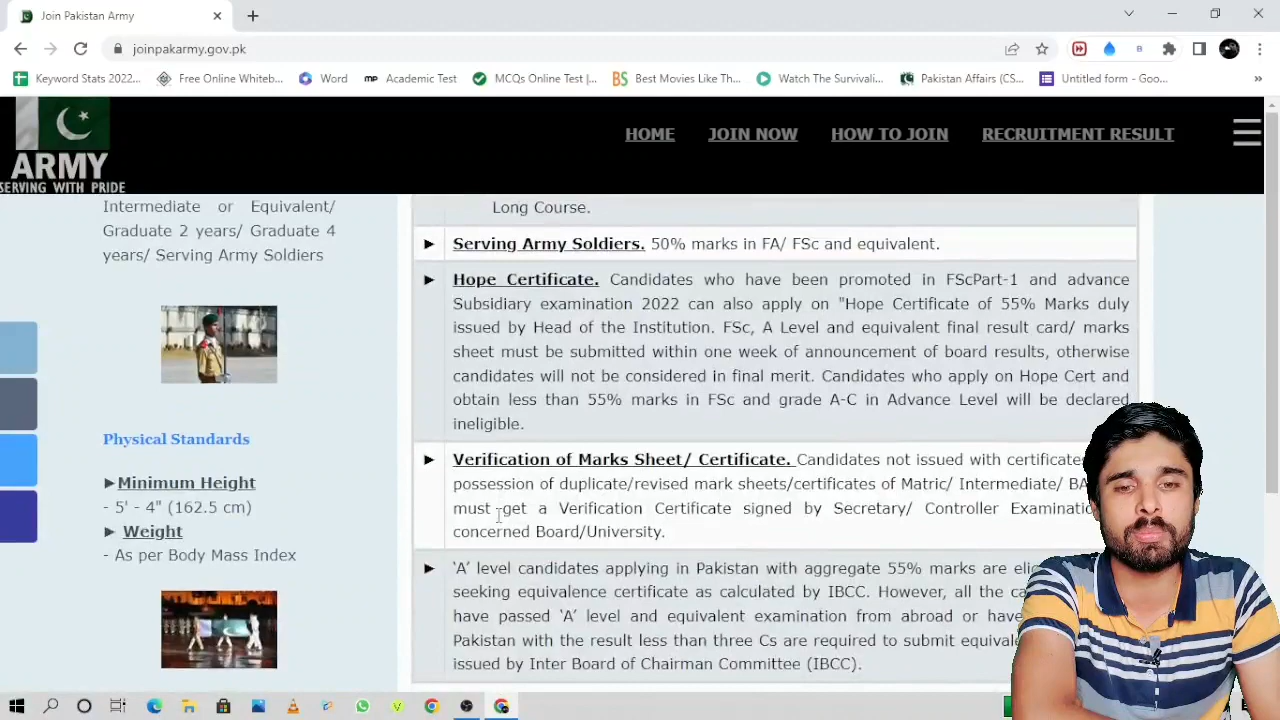 Join Pakistan Army
joinpakarmy.gov.pk
Keyword Stats 2022...
Free Online Whiteb...
Word
Academic Test
MCQs Online Test |...
Best Movies Like Th...
Watch The Survivali...
Pakistan Affairs (CS...
Untitled form - Goo...
HOME JOIN NOW HOW TO JOIN RECRUITMENT RESULT
ARMY
SERVING WITH PRIDE
Intermediate or Equivalent/
Graduate 2 years/ Graduate 4
years/ Serving Army Soldiers
Physical Standards
►Minimum Height
- 5' - 4" (162.5 cm)
► Weight
- As per Body Mass Index
Long Course.
► Serving Army Soldiers. 50% marks in FA/ FSc and equivalent.
► Hope Certificate. Candidates who have been promoted in FScPart-1 and advance
Subsidiary examination 2022 can also apply on "Hope Certificate of 55% Marks duly
issued by Head of the Institution. FSc, A Level and equivalent final result card/ marks
sheet must be submitted within one week of announcement of board results, otherwise
candidates will not be considered in final merit. Candidates who apply on Hope Cert and
obtain less than 55% marks in FSc and grade A-C in Advance Level will be declared
ineligible.
► Verification of Marks Sheet/ Certificate. Candidates not issued with certificates
possession of duplicate/revised mark sheets/certificates of Matric/ Intermediate/
must get a Verification Certificate signed by Secretary/ Controller
concerned Board/University.
► ‘A’ level candidates applying in Pakistan with aggregate 55% marks are
seeking equivalence certificate as calculated by IBCC. However, all the
have passed ‘A’ level and equivalent examination from abroad or have
Pakistan with the result less than three Cs are required to submit
issued by Inter Board of Chairman Committee (IBCC).